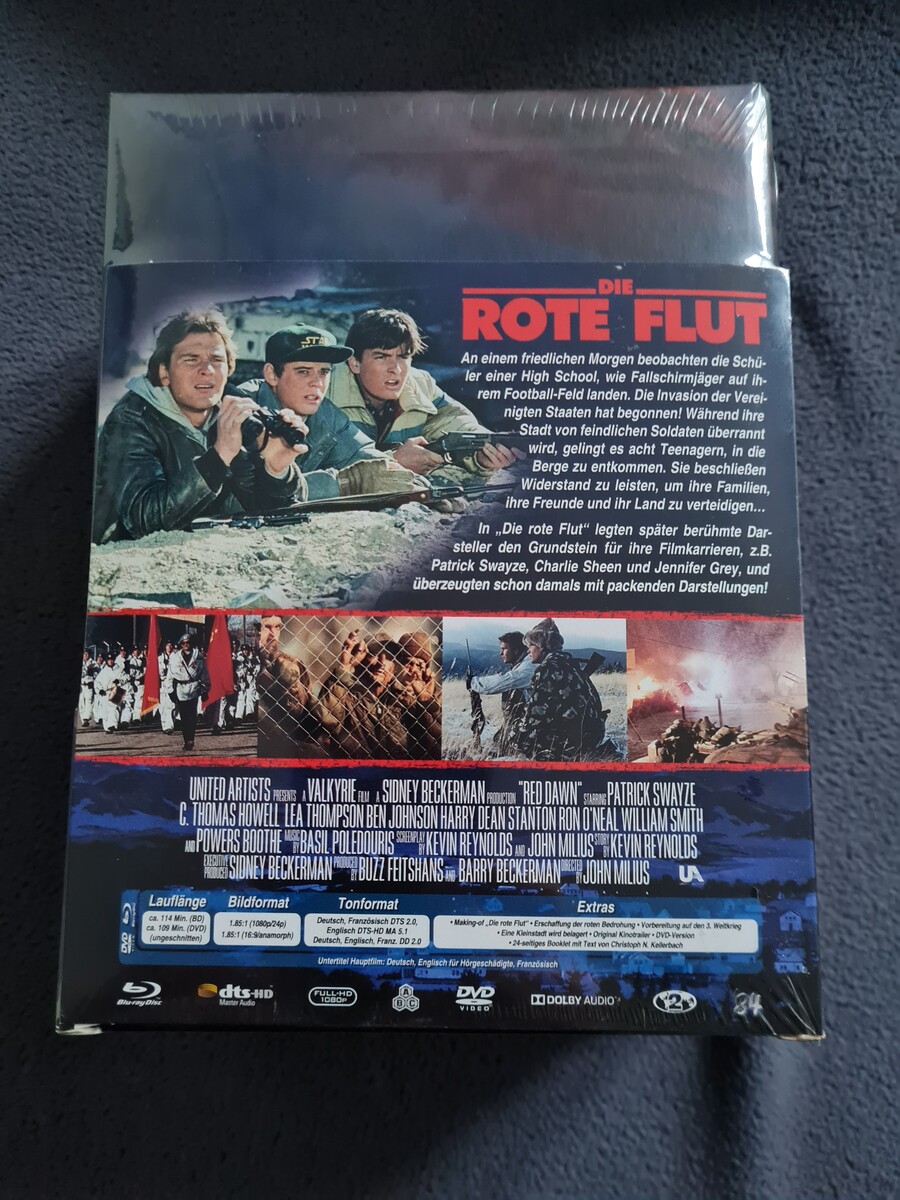 DIE
ROTE FLUT
An einem friedlichen Morgen beobachten die Schü-
ler einer High School, wie Fallschirmjäger auf ih-
rem Football-Feld landen. Die Invasion der Verei-
nigten Staaten hat begonnen! Während ihre
Stadt von feindlichen Soldaten überrannt
wird, gelingt es acht Teenagern, in die
Berge zu entkommen. Sie beschließen
Widerstand zu leisten, um ihre Familien,
ihre Freunde und ihr Land zu verteidigen...
In „Die rote Flut“ legten später berühmte Dar-
steller den Grundstein für ihre Filmkarrieren, z.B.
Patrick Swayze, Charlie Sheen und Jennifer Grey, und
überzeugten schon damals mit packenden Darstellungen!
UNITED ARTISTS PRESENTS A VALKYRIE FILM A SIDNEY BECKERMAN PRODUCTION "RED DAWN" STARRING PATRICK SWAYZE
C. THOMAS HOWELL LEA THOMPSON BEN JOHNSON HARRY DEAN STANTON RON O'NEAL WILLIAM SMITH
AND POWERS BOOTHE MUSIC BY BASIL POLEDOURIS SCREENPLAY BY KEVIN REYNOLDS AND JOHN MILIUS STORY BY KEVIN REYNOLDS
EXECUTIVE PRODUCER SIDNEY BECKERMAN PRODUCED BY BUZZ FEITSHANS AND BARRY BECKERMAN DIRECTED BY JOHN MILIUS UA
Lauflänge Bildformat Tonformat Extras
ca. 114 Min. (BD)
ca. 109 Min. (DVD)
(ungeschnitten)
1.85:1 (1080p/24p)
1.85:1 (16:9/anamorph)
Deutsch, Französisch DTS 2.0,
Englisch DTS-HD MA 5.1
Deutsch, Englisch, Franz. DD 2.0
• Making-of „Die rote Flut“ • Erschaffung der roten Bedrohung • Vorbereitung auf den 3. Weltkrieg
• Eine Kleinstadt wird belagert • Original Kinotrailer • DVD-Version
• 24-seitiges Booklet mit Text von Christoph N. Kellerbach
Untertitel Hauptfilm: Deutsch, Englisch für Hörgeschädigte, Französisch
Blu-ray Disc
dts-HD
Master Audio
FULL-HD
1080P
A
B C
DVD
VIDEO
DOLBY AUDIO™
2
84